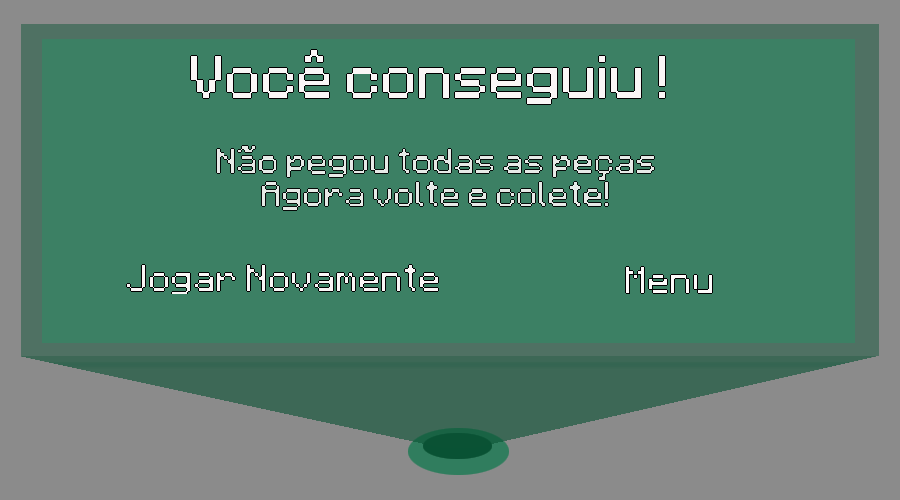 Você conseguiu !
Não pegou todas as peças
Agora volte e colete!
Jogar Novamente
Menu